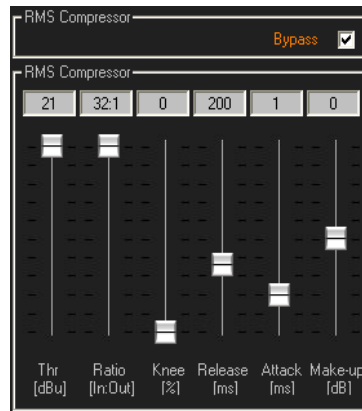 RMS Compressor
Bypass
RMS Compressor
21 32:1 0 200 1 0
Thr Ratio Knee Release Attack Make-up
[dBu] [In:Out] [%] [ms] [ms] [dB]